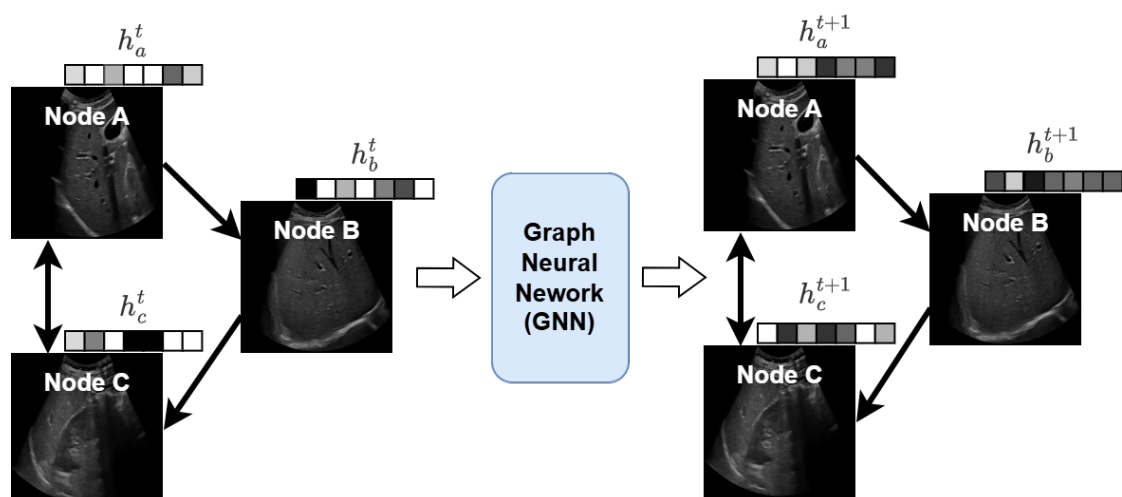 h_a^t
Node A
h_b^t
Node B
h_c^t
Node C
Graph
Neural
Nework
(GNN)
h_a^{t+1}
Node A
h_b^{t+1}
Node B
h_c^{t+1}
Node C